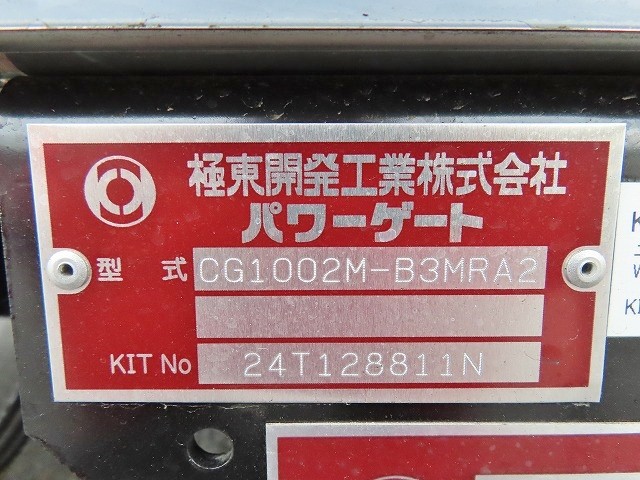 極東開発工業株式会社
パワーゲート
型式 CG1002M-B3MRA2
KIT No 24T128811N